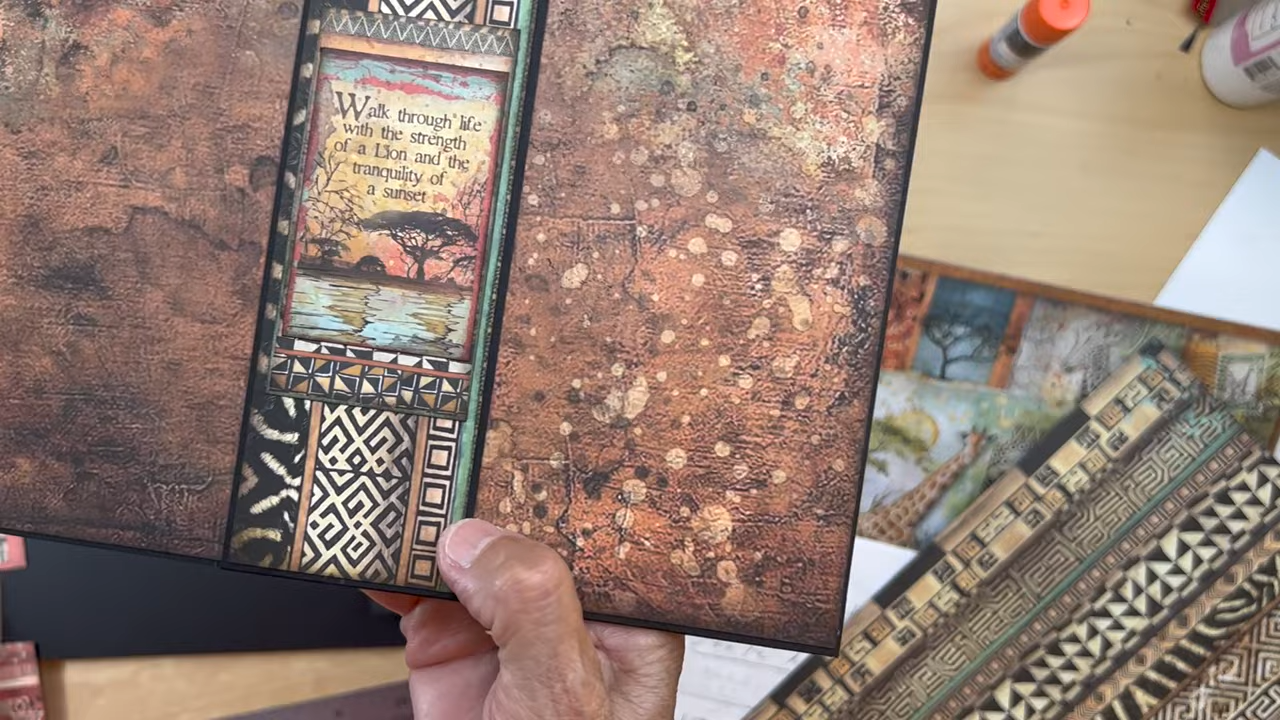 Walk through life
with the strength
of a Lion and the
tranquility of
a sunset